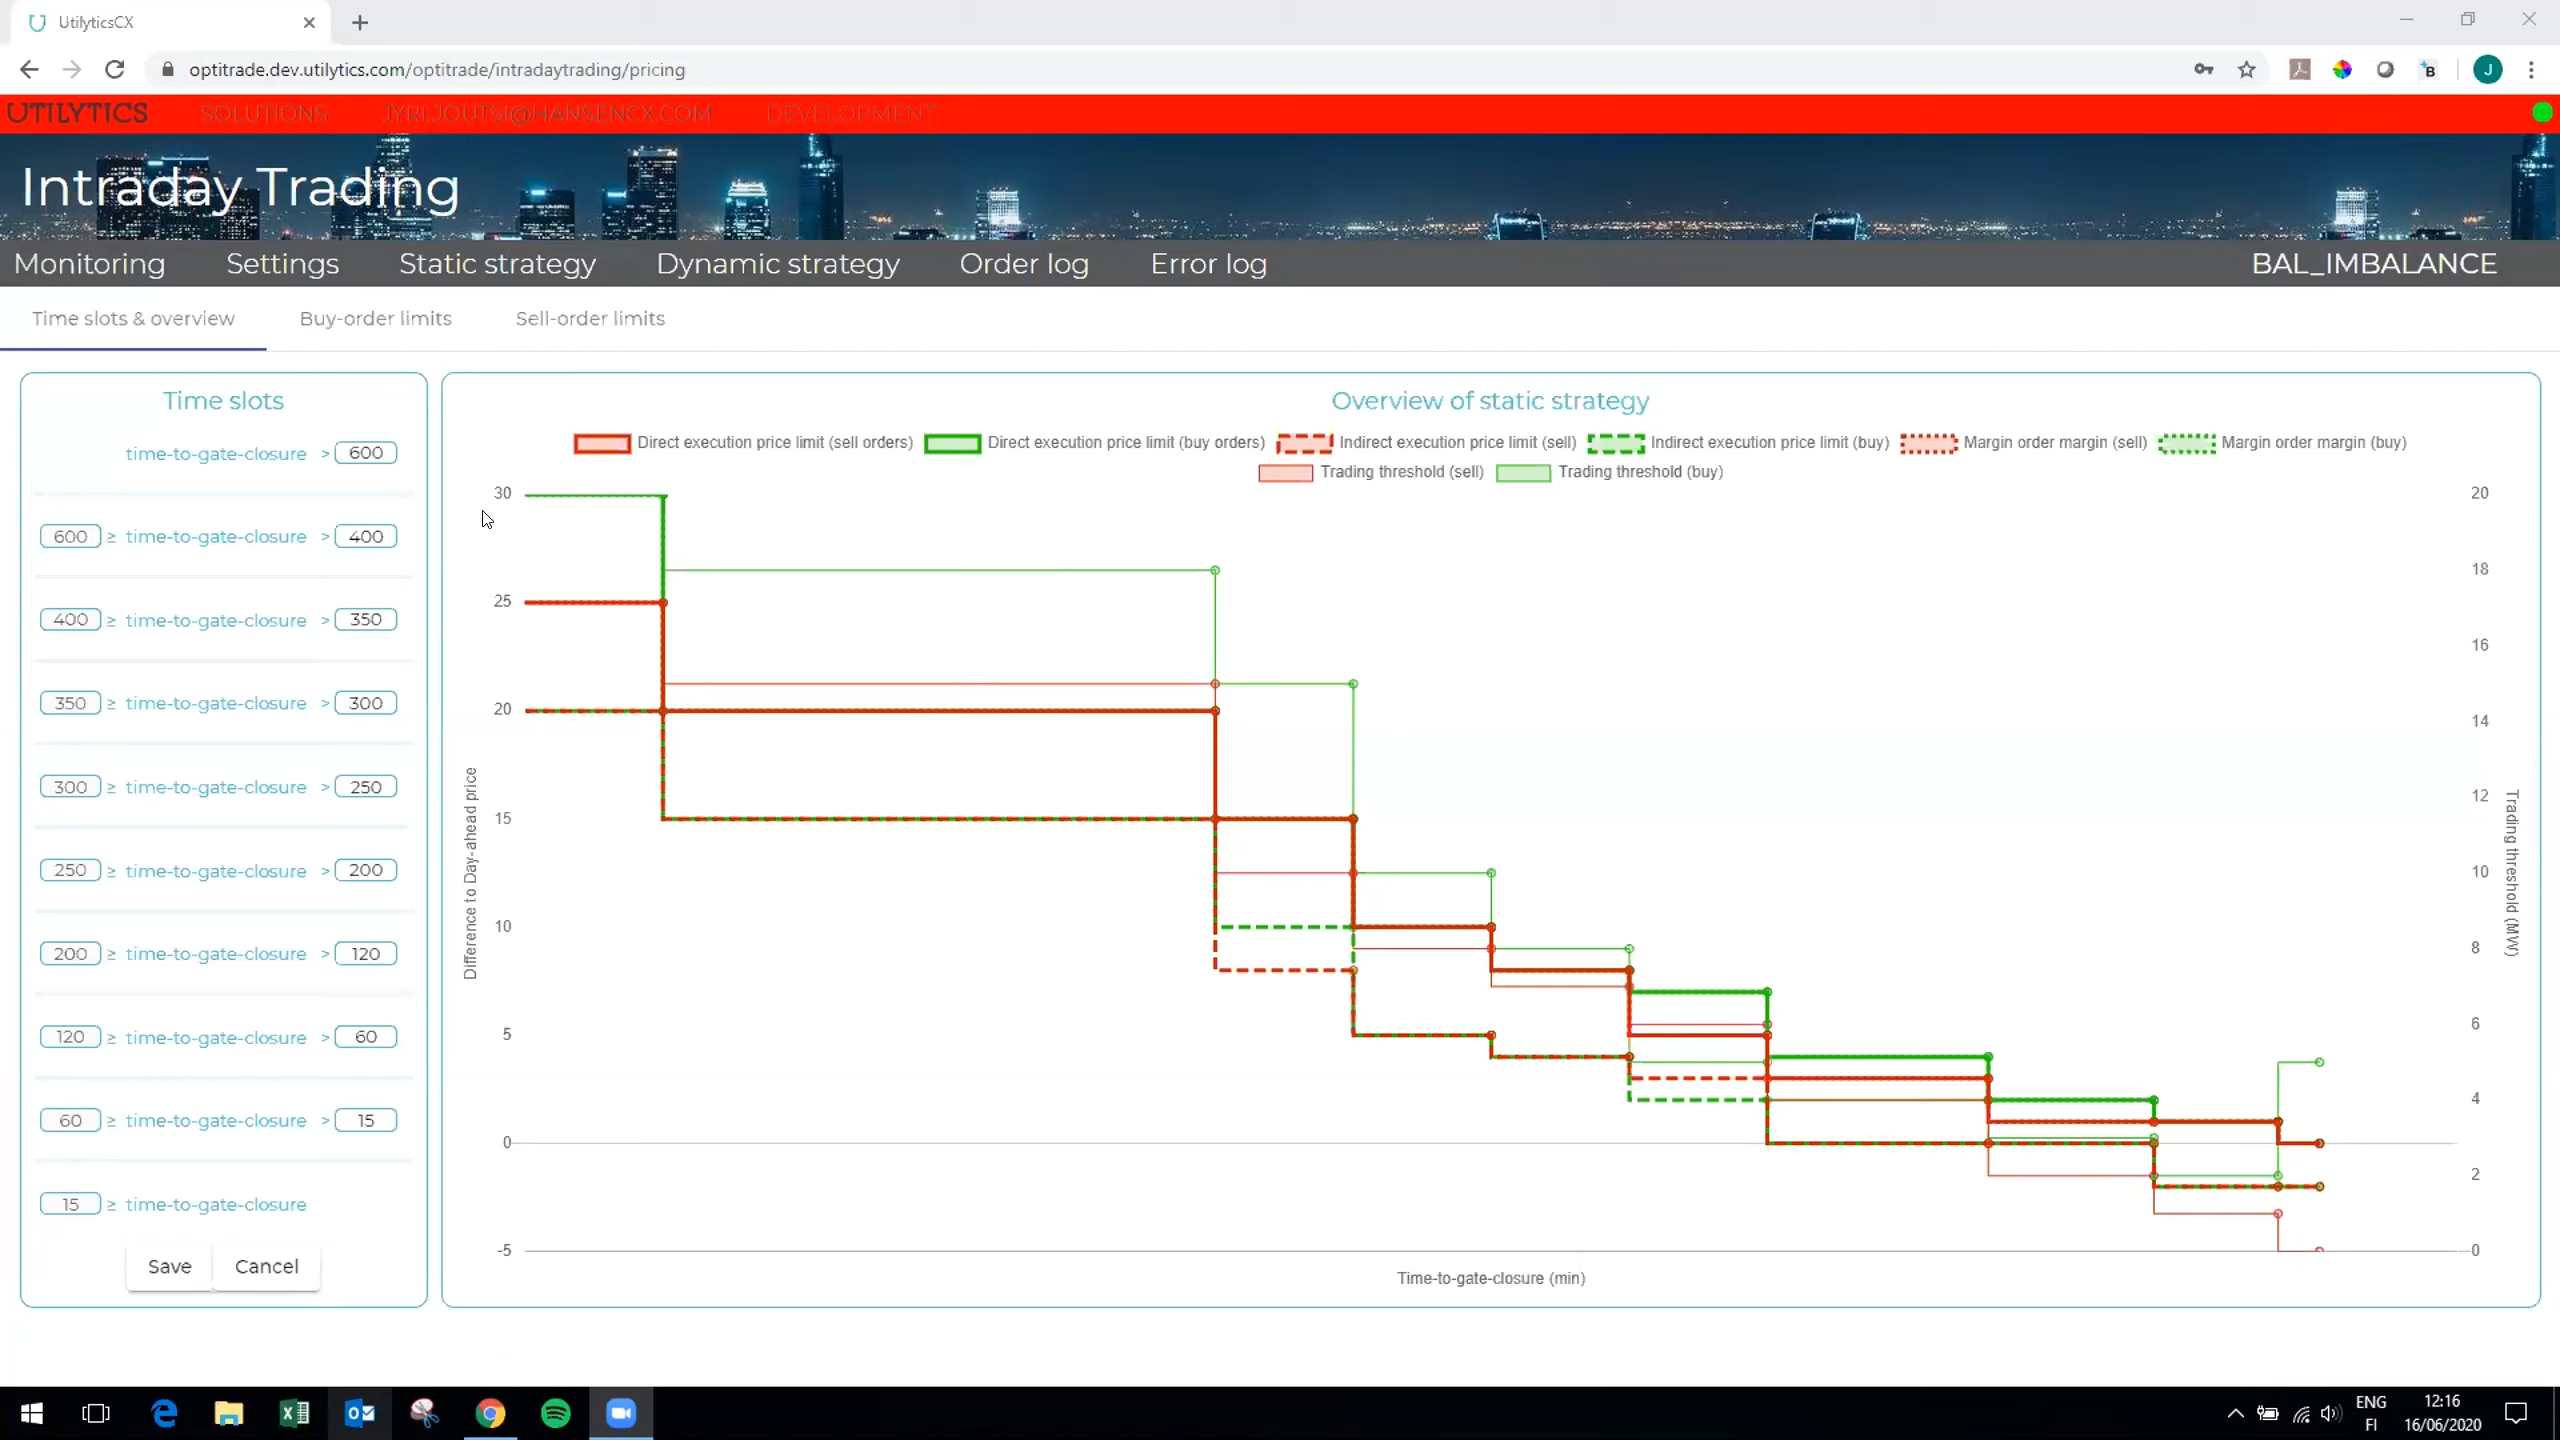 UtilyticsCX
optitrade.dev.utilytics.com/optitrade/intradaytrading/pricing
J
UTILYTICS SOLUTIONS JYRI.JOUTSI@HANSENCX.COM DEVELOPMENT
Intraday Trading
Monitoring Settings Static strategy Dynamic strategy Order log Error log BAL_IMBALANCE
Time slots & overview Buy-order limits Sell-order limits
Time slots
time-to-gate-closure > 600
600 ≥ time-to-gate-closure > 400
400 ≥ time-to-gate-closure > 350
350 ≥ time-to-gate-closure > 300
300 ≥ time-to-gate-closure > 250
250 ≥ time-to-gate-closure > 200
200 ≥ time-to-gate-closure > 120
120 ≥ time-to-gate-closure > 60
60 ≥ time-to-gate-closure > 15
15 ≥ time-to-gate-closure
Save Cancel
Overview of static strategy
Direct execution price limit (sell orders) Direct execution price limit (buy orders) Indirect execution price limit (sell) Indirect execution price limit (buy) Margin order margin (sell) Margin order margin (buy)
Trading threshold (sell) Trading threshold (buy)
Difference to Day-ahead price
30
25
20
15
10
5
0
-5
20
18
16
14
12
10
8
6
4
2
0
Trading threshold (MW)
Time-to-gate-closure (min)
ENG
FI
12:16
16/06/2020